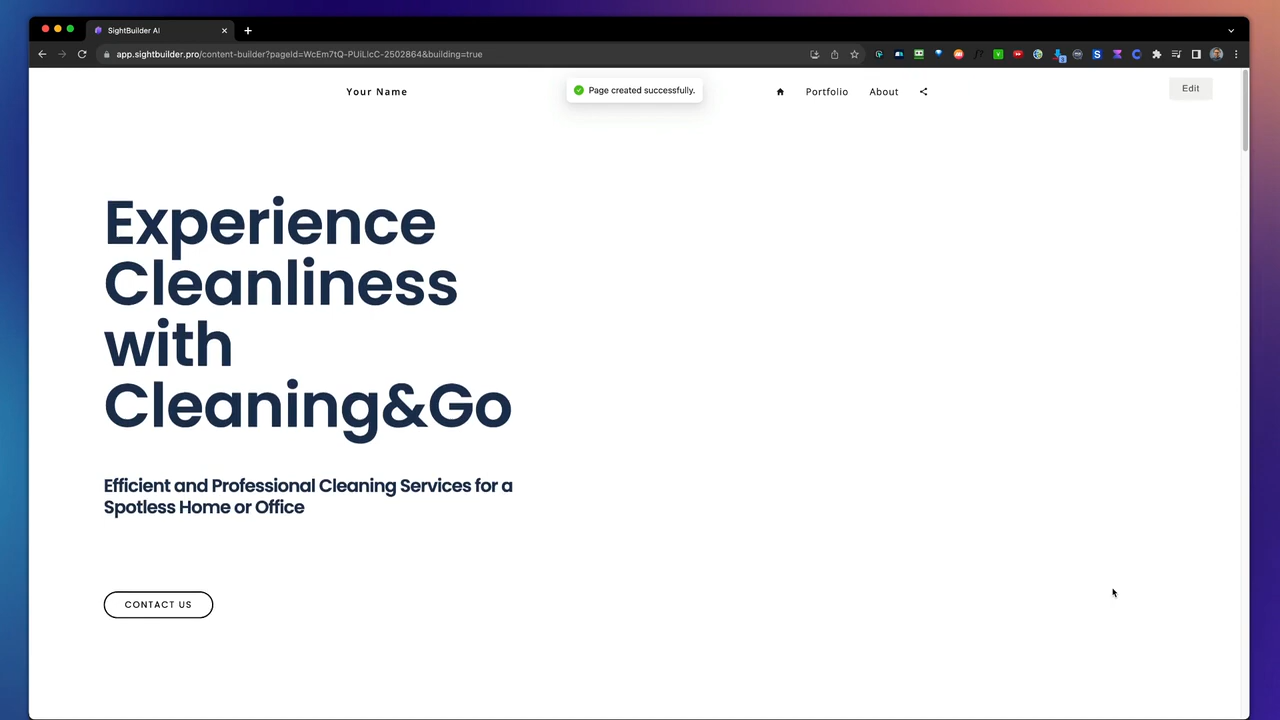 SightBuilder AI
app.sightbuilder.pro/content-builder?pageId=WcEm7tQ-PUiLlcC-2502864&building=true
Your Name
Page created successfully.
Portfolio
About
Edit
Experience
Cleanliness
with
Cleaning&Go
Efficient and Professional Cleaning Services for a
Spotless Home or Office
CONTACT US